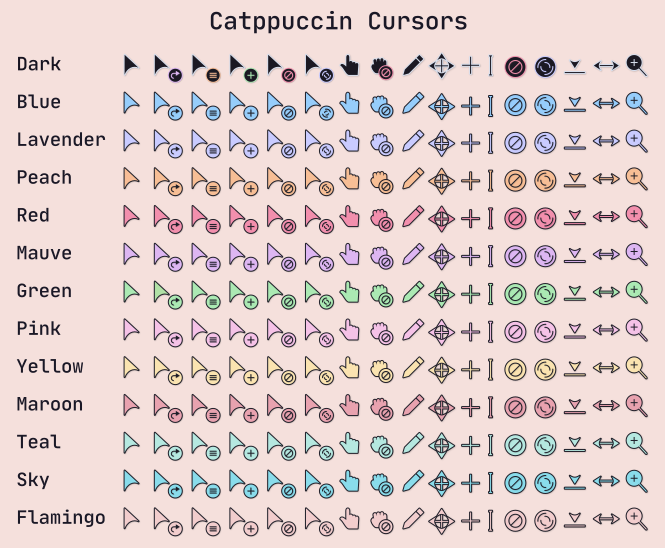 Catppuccin Cursors
Dark
Blue
Lavender
Peach
Red
Mauve
Green
Pink
Yellow
Maroon
Teal
Sky
Flamingo